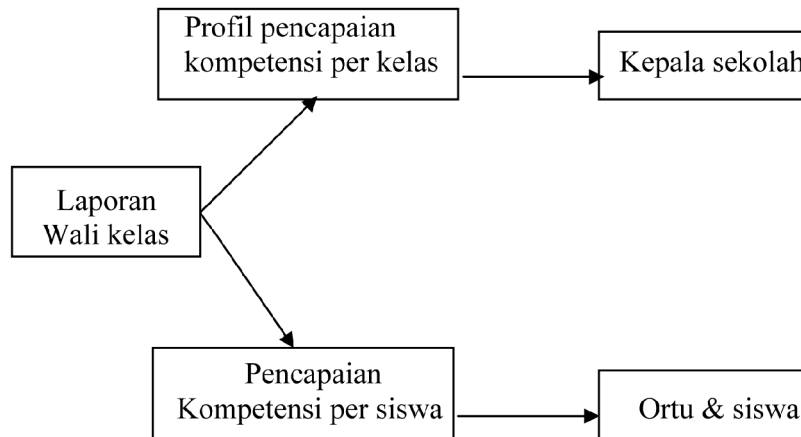 Profil pencapaian
kompetensi per kelas
Kepala sekolah
Laporan
Wali kelas
Pencapaian
Kompetensi per siswa
Ortu & siswa